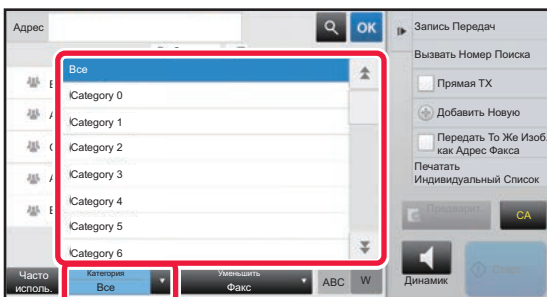 Адрес
OK
Все
Category 0
Category 1
Category 2
Category 3
Category 4
Category 5
Category 6
Часто
исполь.
Категория
Все
Уменьшить
Факс
ABC
W
Запись Передач
Вызвать Номер Поиска
Прямая TX
Добавить Новую
Передать То Же Изоб.
как Адрес Факса
Печатать
Индивидуальный Список
CA
Динамик
Старт